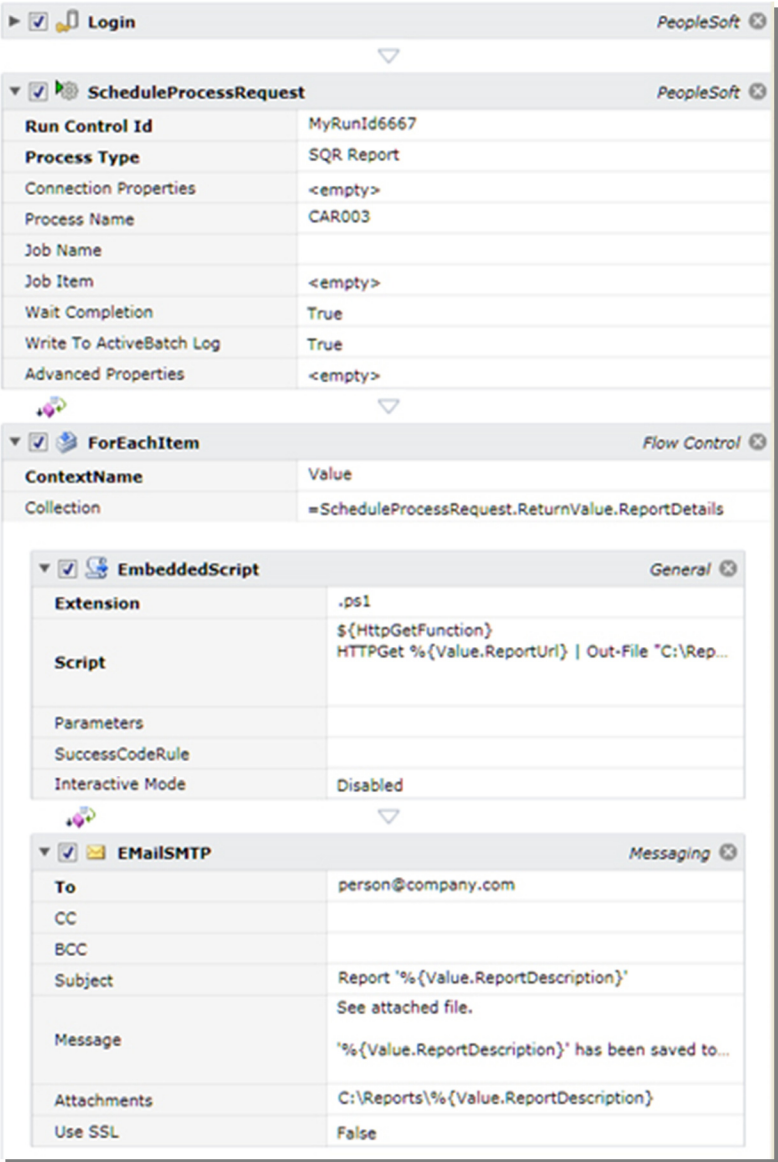 Login PeopleSoft
ScheduleProcessRequest PeopleSoft
Run Control Id MyRunId6667
Process Type SQR Report
Connection Properties <empty>
Process Name CAR003
Job Name
Job Item <empty>
Wait Completion True
Write To ActiveBatch Log True
Advanced Properties <empty>
ForEachItem Flow Control
ContextName Value
Collection =ScheduleProcessRequest.ReturnValue.ReportDetails
EmbeddedScript General
Extension .ps1
${HttpGetFunction}
Script HTTPGet %{Value.ReportUrl} | Out-File "C:\Rep...
Parameters
SuccessCodeRule
Interactive Mode Disabled
EMailSMTP Messaging
To person@company.com
CC
BCC
Subject Report '%{Value.ReportDescription}'
See attached file.
Message '%{Value.ReportDescription}' has been saved to...
Attachments C:\Reports\%{Value.ReportDescription}
Use SSL False